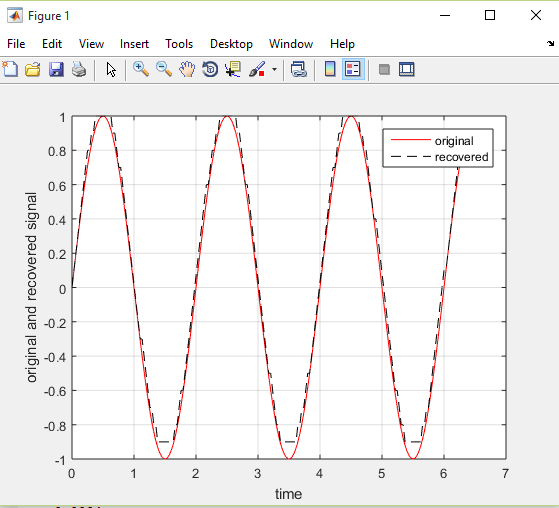 Figure 1
File Edit View Insert Tools Desktop Window Help
original and recovered signal
1
0.8
0.6
0.4
0.2
0
-0.2
-0.4
-0.6
-0.8
-1
original
recovered
0 1 2 3 4 5 6 7
time